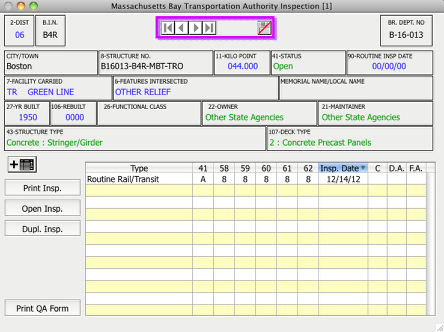 Massachusetts Bay Transportation Authority Inspection [1]
2-DIST B.I.N. BR. DEPT. NO
06 B4R B-16-013
CITY/TOWN 8-STRUCTURE NO. 11-KILO POINT 41-STATUS 90-ROUTINE INSP DATE
Boston B16013-B4R-MBT-TRO 044.000 Open 00/00/00
7-FACILITY CARRIED 6-FEATURES INTERSECTED MEMORIAL NAME/LOCAL NAME
TR GREEN LINE OTHER RELIEF
27-YR BUILT 106-REBUILT 26-FUNCTIONAL CLASS 22-OWNER 21-MAINTAINER
1950 0000 Other State Agencies Other State Agencies
43-STRUCTURE TYPE 107-DECK TYPE
Concrete : Stringer/Girder 2 : Concrete Precast Panels
Type 41 58 59 60 61 62 Insp. Date C D.A. F.A.
Routine Rail/Transit A 8 8 8 8 8 12/14/12
Print Insp.
Open Insp.
Dupl. Insp.
Print QA Form